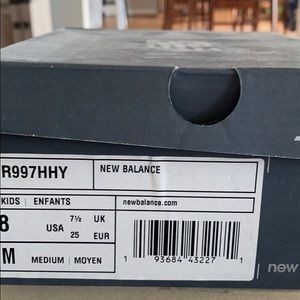 R997HHY
NEW BALANCE
KIDS | ENFANTS
newbalance.com
8 USA
7½ UK
25 EUR
M MEDIUM | MOYEN
1 93684 43227 1
new